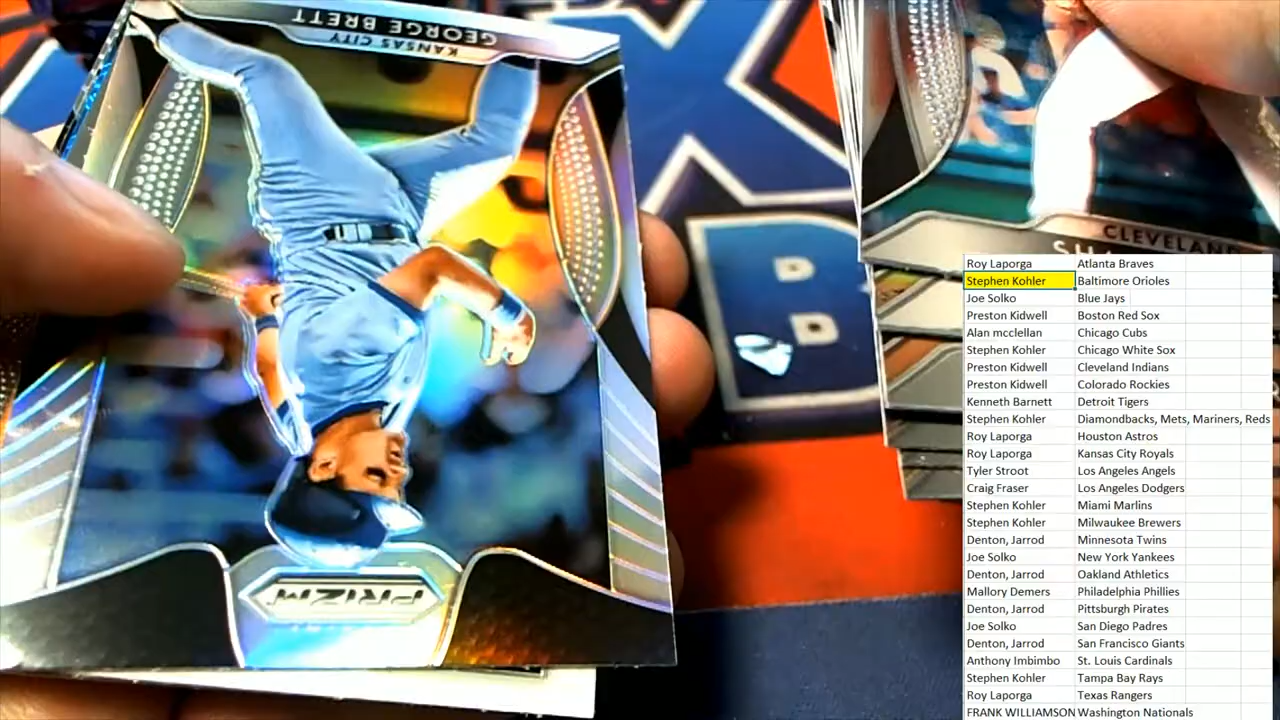 GEORGE BRETT
KANSAS CITY
PRIZM
CLEVELAND
B
D
D
Roy Laporga Atlanta Braves
Stephen Kohler Baltimore Orioles
Joe Solko Blue Jays
Preston Kidwell Boston Red Sox
Alan mcclellan Chicago Cubs
Stephen Kohler Chicago White Sox
Preston Kidwell Cleveland Indians
Preston Kidwell Colorado Rockies
Kenneth Barnett Detroit Tigers
Stephen Kohler Diamondbacks, Mets, Mariners, Reds
Roy Laporga Houston Astros
Roy Laporga Kansas City Royals
Tyler Stroot Los Angeles Angels
Craig Fraser Los Angeles Dodgers
Stephen Kohler Miami Marlins
Stephen Kohler Milwaukee Brewers
Denton, Jarrod Minnesota Twins
Joe Solko New York Yankees
Denton, Jarrod Oakland Athletics
Mallory Demers Philadelphia Phillies
Denton, Jarrod Pittsburgh Pirates
Joe Solko San Diego Padres
Denton, Jarrod San Francisco Giants
Anthony Imbimbo St. Louis Cardinals
Stephen Kohler Tampa Bay Rays
Roy Laporga Texas Rangers
FRANK WILLIAMSON Washington Nationals